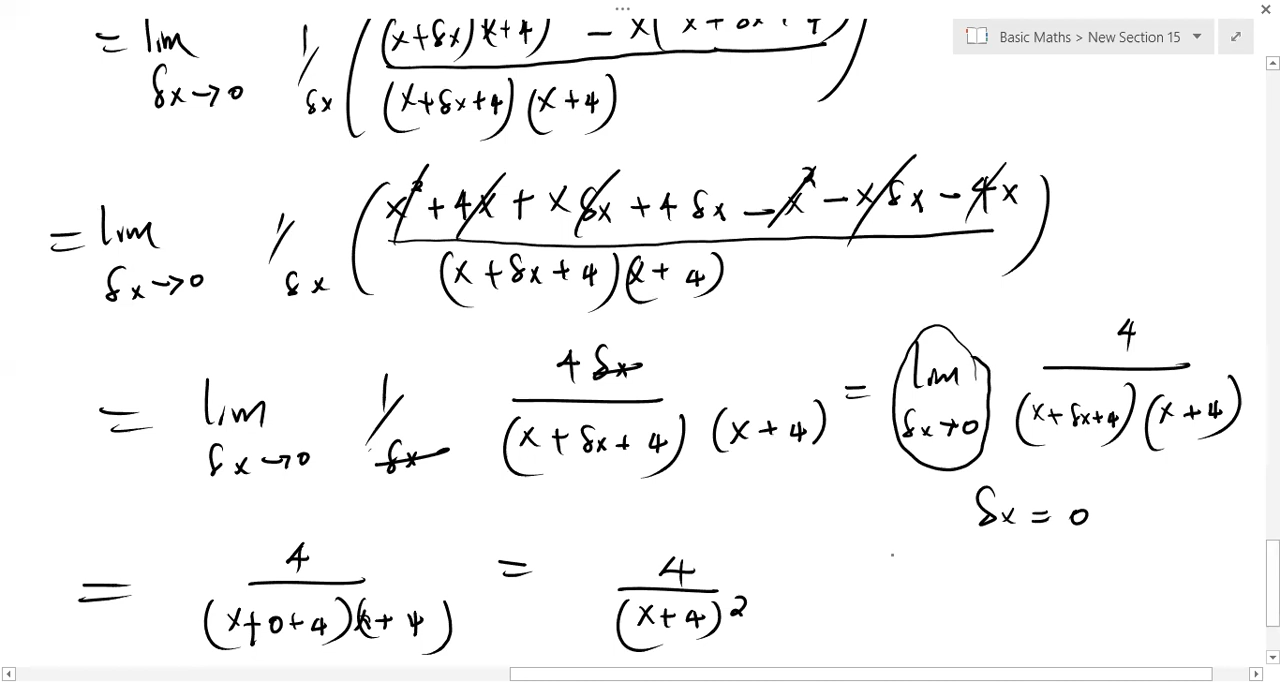 = lim δx→0 1/δx ( (x+δx)(x+4) − x(x+δx+4) / (x+δx+4)(x+4) )
Basic Maths > New Section 15
= lim δx→0 1/δx ( x² + 4x + xδx + 4δx − x² − xδx − 4x / (x+δx+4)(x+4) )
= lim δx→0 1/δx 4δx / (x+δx+4)(x+4) = lim δx→0 4 / (x+δx+4)(x+4)
δx = 0
= 4 / (x+0+4)(x+4) = 4 / (x+4)²